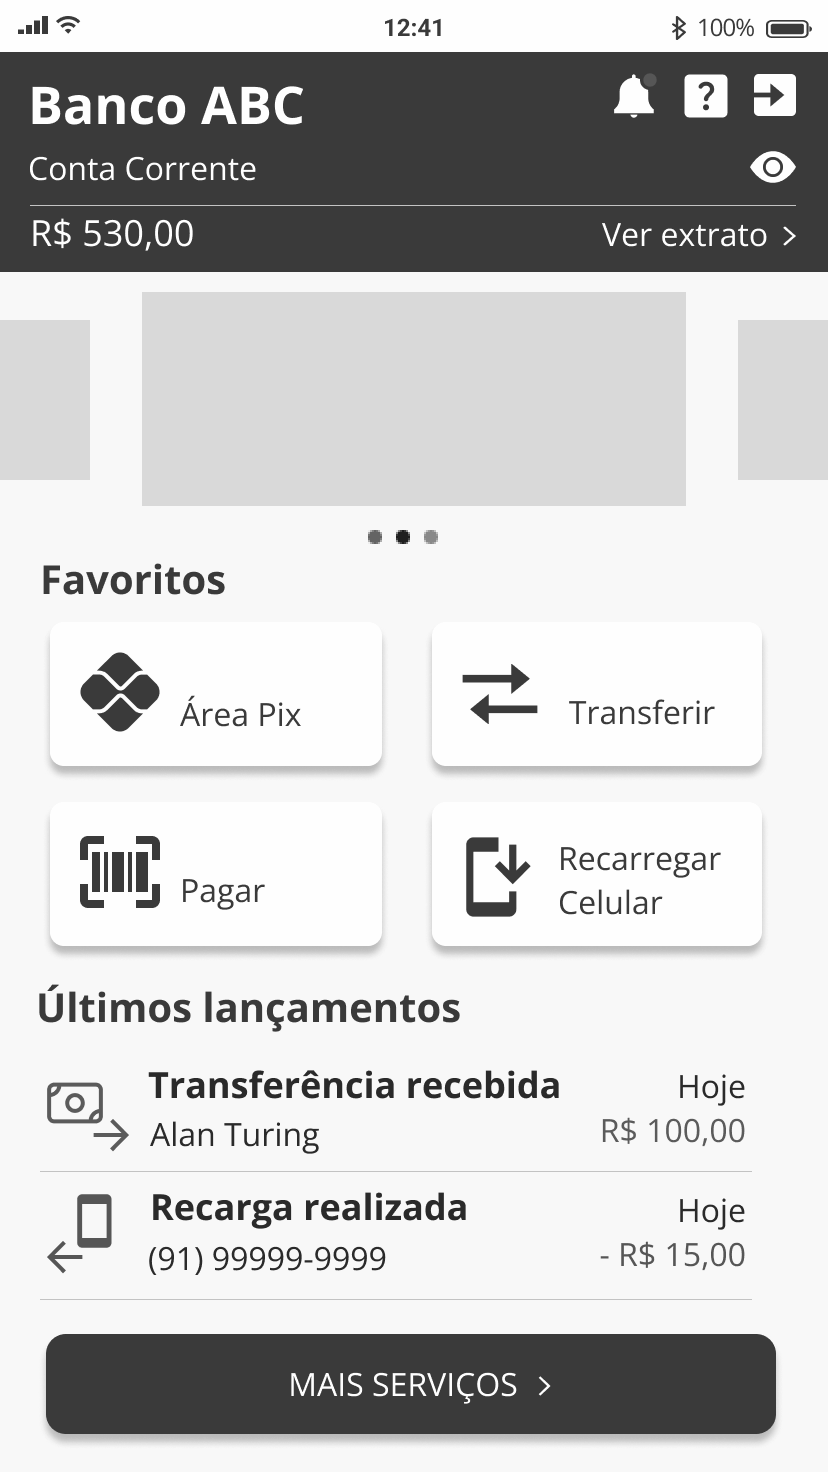 12:41
100%
Banco ABC
Conta Corrente
R$ 530,00
Ver extrato
Favoritos
Área Pix
Transferir
Pagar
Recarregar
Celular
Últimos lançamentos
Transferência recebida
Hoje
Alan Turing
R$ 100,00
Recarga realizada
Hoje
(91) 99999-9999
- R$ 15,00
MAIS SERVIÇOS